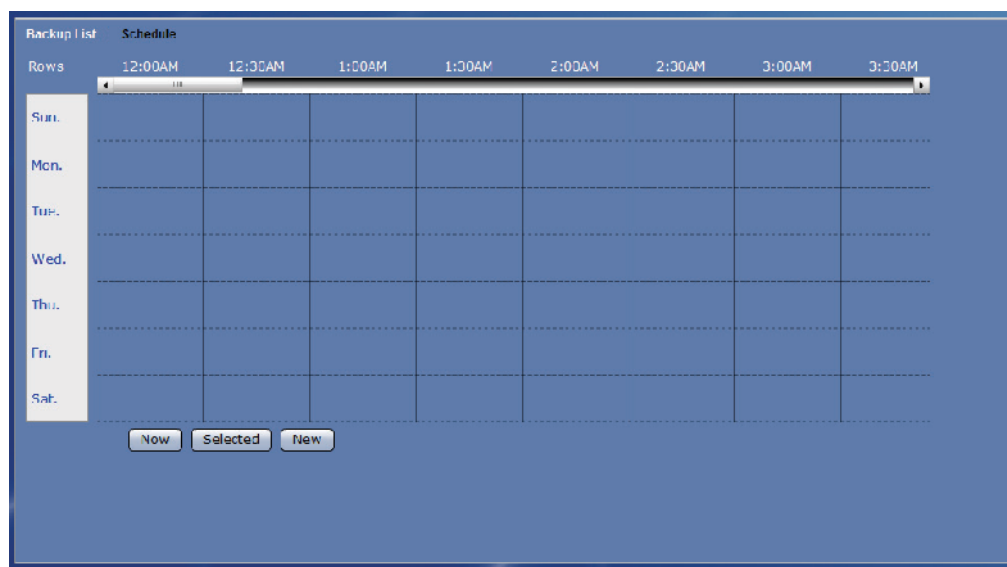 Backup List Schedule
Rows 12:00AM 12:30AM 1:00AM 1:30AM 2:00AM 2:30AM 3:00AM 3:30AM
Sun.
Mon.
Tue.
Wed.
Thu.
Fri.
Sat.
Now Selected New